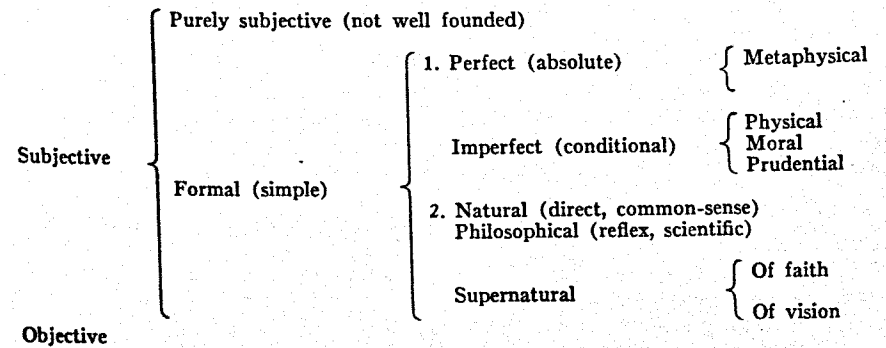 Purely subjective (not well founded)
1. Perfect (absolute)
Metaphysical
Imperfect (conditional)
Physical
Moral
Prudential
Subjective
Formal (simple)
2. Natural (direct, common-sense)
Philosophical (reflex, scientific)
Supernatural
Of faith
Of vision
Objective